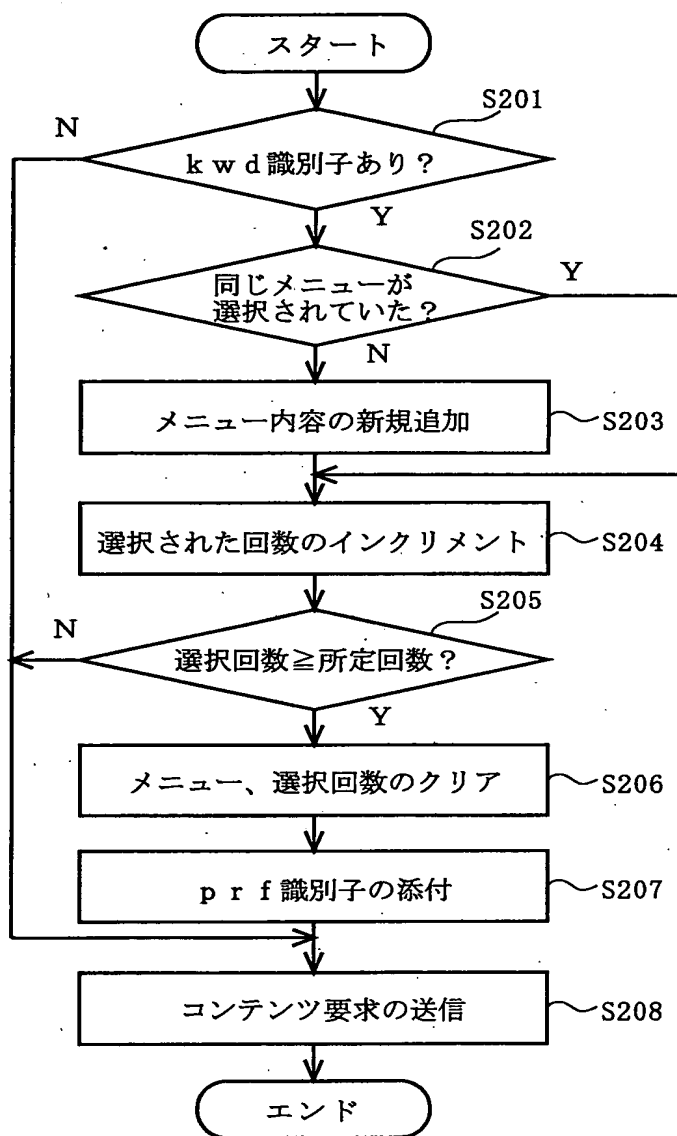 スタート
S201
N
ｋｗｄ識別子あり？
Y
S202
同じメニューが
選択されていた？
Y
N
メニュー内容の新規追加
S203
選択された回数のインクリメント
S204
S205
N
選択回数≧所定回数？
Y
メニュー、選択回数のクリア
S206
ｐｒｆ識別子の添付
S207
コンテンツ要求の送信
S208
エンド